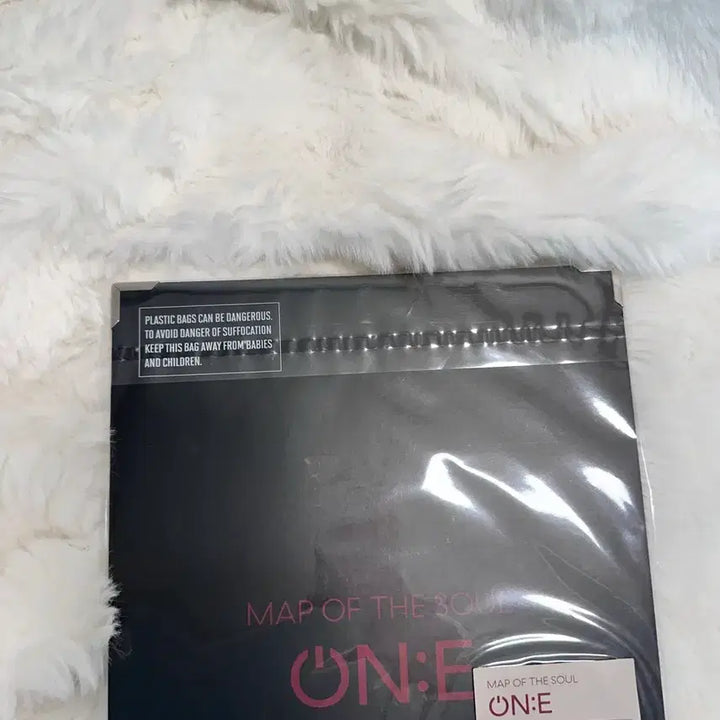 PLASTIC BAGS CAN BE DANGEROUS.
TO AVOID DANGER OF SUFFOCATION
KEEP THIS BAG AWAY FROM BABIES
AND CHILDREN.
MAP OF THE SOUL
ON:E
MAP OF THE SOUL
ON:E